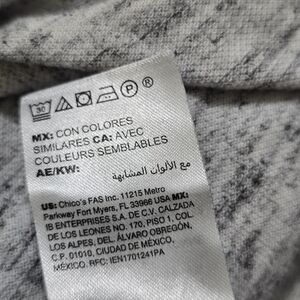 30 P ®
MX: CON COLORES
SIMILARES CA: AVEC
COULEURS SEMBLABLES
AE/KW: مع الألوان المشابهة
US: Chico's FAS Inc. 11215 Metro
Parkway Fort Myers, FL 33966 USA MX:
IB ENTERPRISES S.A. DE C.V. CALZADA
DE LOS LEONES NO. 170, PISO 1. COL
LOS ALPES, DEL. ÁLVARO OBREGÓN,
C.P. 01010, CIUDAD DE MÉXICO.
MÉXICO. RFC: IEN1701241PA